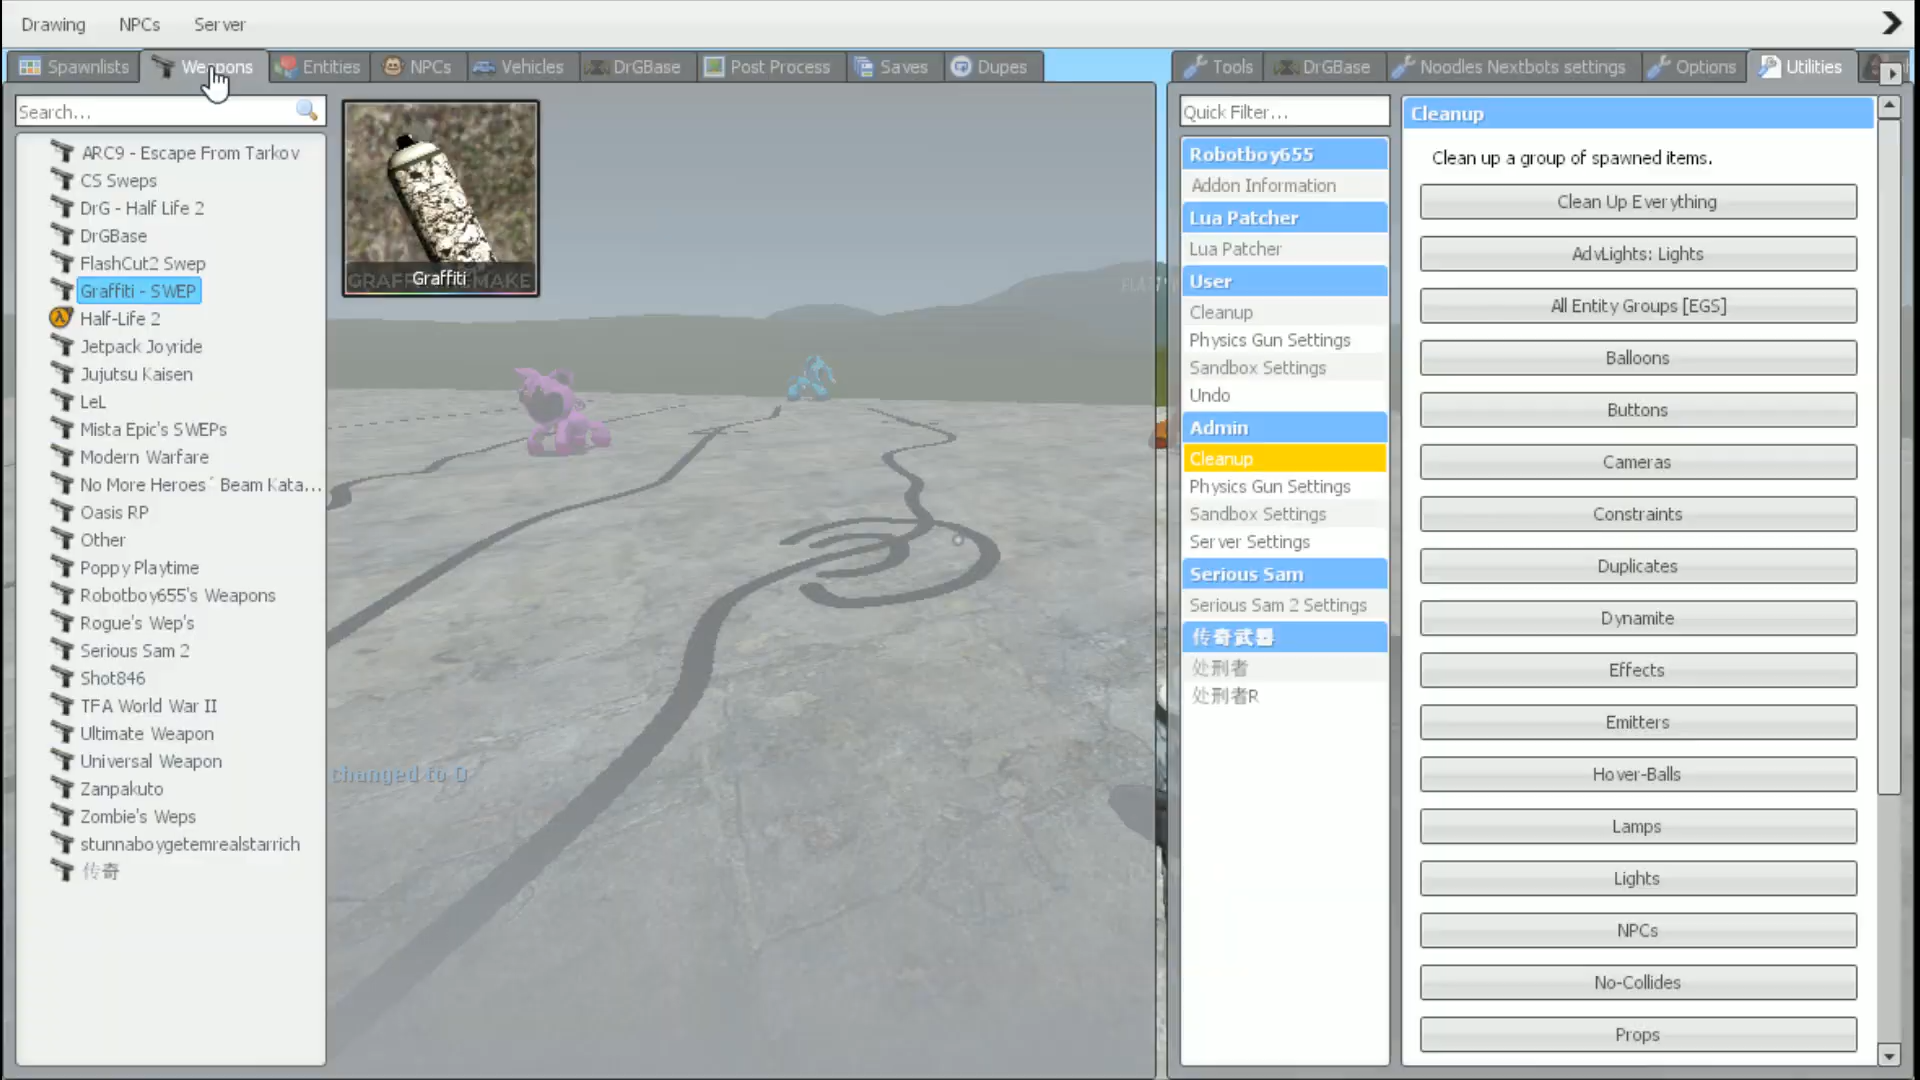 Drawing NPCs Server
Spawnlists Weapons Entities NPCs Vehicles DrGBase Post Process Saves Dupes
Search...
ARC9 - Escape From Tarkov
CS Sweps
DrG - Half Life 2
DrGBase
FlashCut2 Swep
Graffiti - SWEP
Half-Life 2
Jetpack Joyride
Jujutsu Kaisen
LeL
Mista Epic's SWEPs
Modern Warfare
No More Heroes´ Beam Kata...
Oasis RP
Other
Poppy Playtime
Robotboy655's Weapons
Rogue's Wep's
Serious Sam 2
Shot846
TFA World War II
Ultimate Weapon
Universal Weapon
Zanpakuto
Zombie's Weps
stunnaboygetemrealstarrich
传奇
Graffiti
changed to 0
Tools DrGBase Noodles Nextbots settings Options Utilities
Quick Filter...
Robotboy655
Addon Information
Lua Patcher
Lua Patcher
User
Cleanup
Physics Gun Settings
Sandbox Settings
Undo
Admin
Cleanup
Physics Gun Settings
Sandbox Settings
Server Settings
Serious Sam
Serious Sam 2 Settings
传奇武器
处刑者
处刑者R
Cleanup
Clean up a group of spawned items.
Clean Up Everything
AdvLights: Lights
All Entity Groups [EGS]
Balloons
Buttons
Cameras
Constraints
Duplicates
Dynamite
Effects
Emitters
Hover-Balls
Lamps
Lights
NPCs
No-Collides
Props